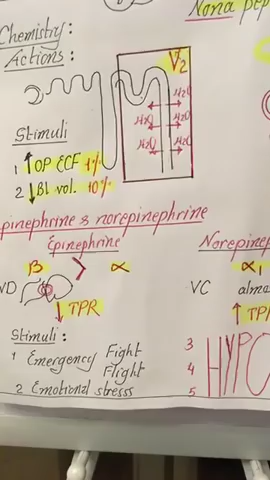 Nona pep
Chemistry:
Actions:
V2
H2O
H2O H2O
H2O H2O
Stimuli
1 ↑ OP ECF 1%
2 ↓ Bl vol. 10%
pinephrine & norepinephrine
Epinephrine Norepinep
β > α α1
VD VC alma
↓ TPR ↑ TP
Stimuli:
1 Emergency Fight
Flight
2 Emotional stresss
3
4 HYPO
5